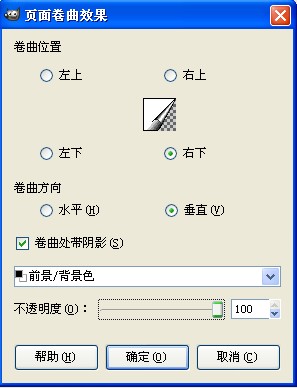 页面卷曲效果
卷曲位置
左上 右上
左下 右下
卷曲方向
水平(H) 垂直(V)
卷曲处带阴影(S)
前景/背景色
不透明度(O)： 100
帮助(H) 确定(O) 取消(C)